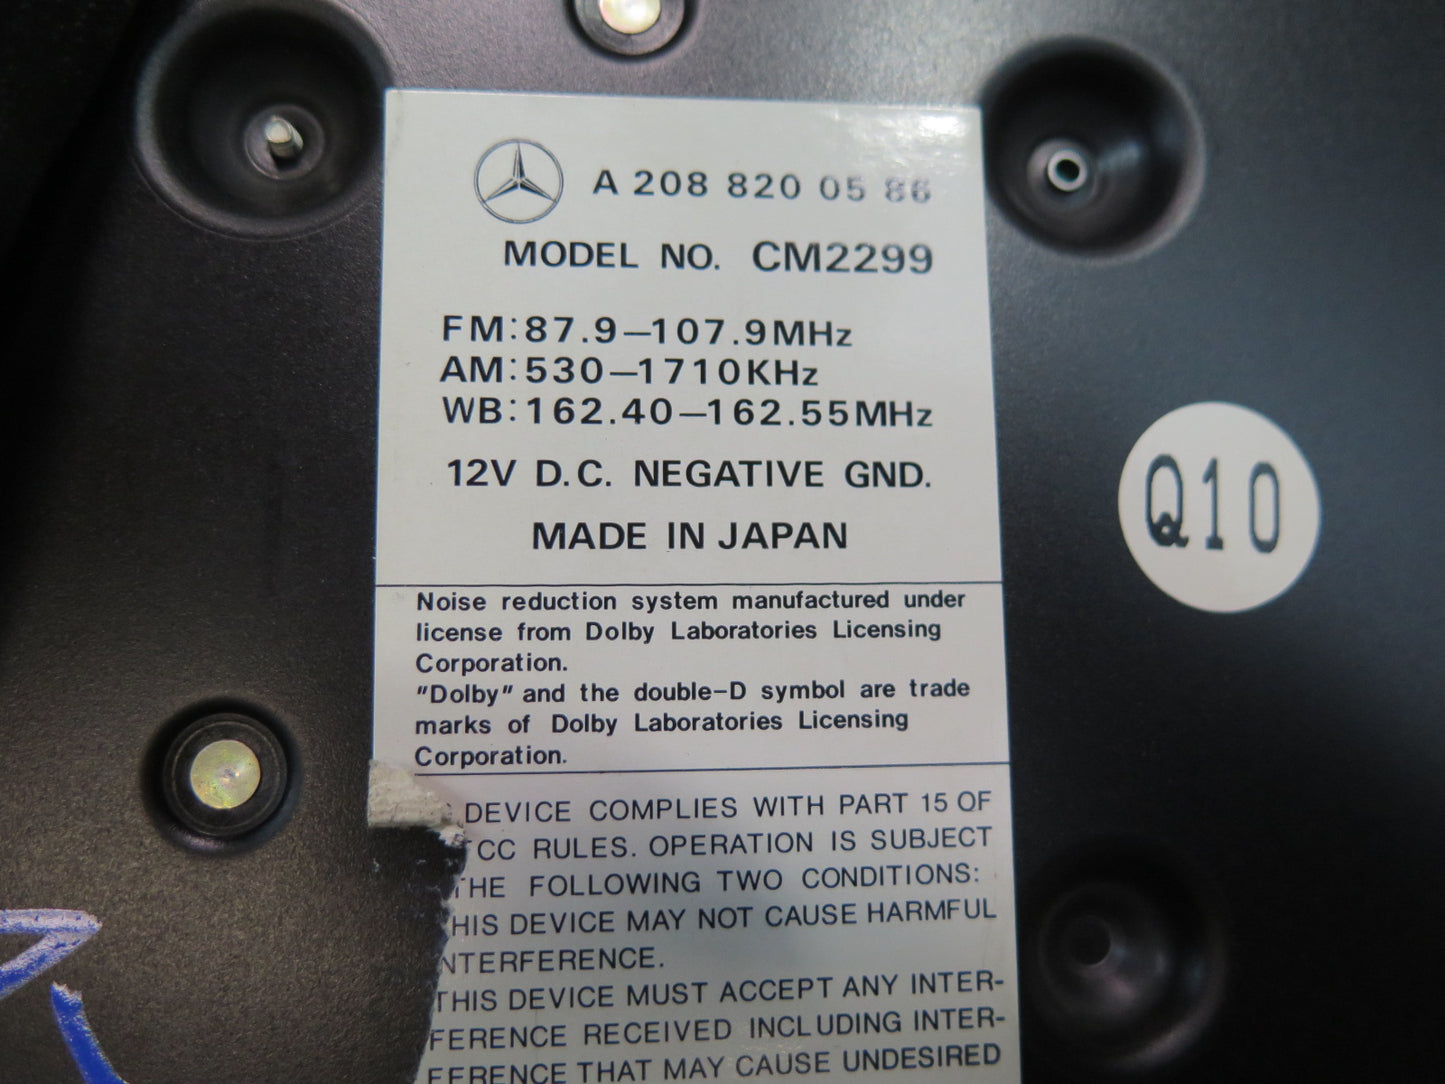 A 208 820 05 86
MODEL NO. CM2299
FM:87.9–107.9MHz
AM:530–1710KHz
WB:162.40–162.55MHz
12V D.C. NEGATIVE GND.
MADE IN JAPAN
Q10
Noise reduction system manufactured under
license from Dolby Laboratories Licensing
Corporation.
"Dolby" and the double-D symbol are trade
marks of Dolby Laboratories Licensing
Corporation.
DEVICE COMPLIES WITH PART 15 OF
CC RULES. OPERATION IS SUBJECT
THE FOLLOWING TWO CONDITIONS:
HIS DEVICE MAY NOT CAUSE HARMFUL
NTERFERENCE.
THIS DEVICE MUST ACCEPT ANY INTER-
FERENCE RECEIVED INCLUDING INTER-
FERENCE THAT MAY CAUSE UNDESIRED